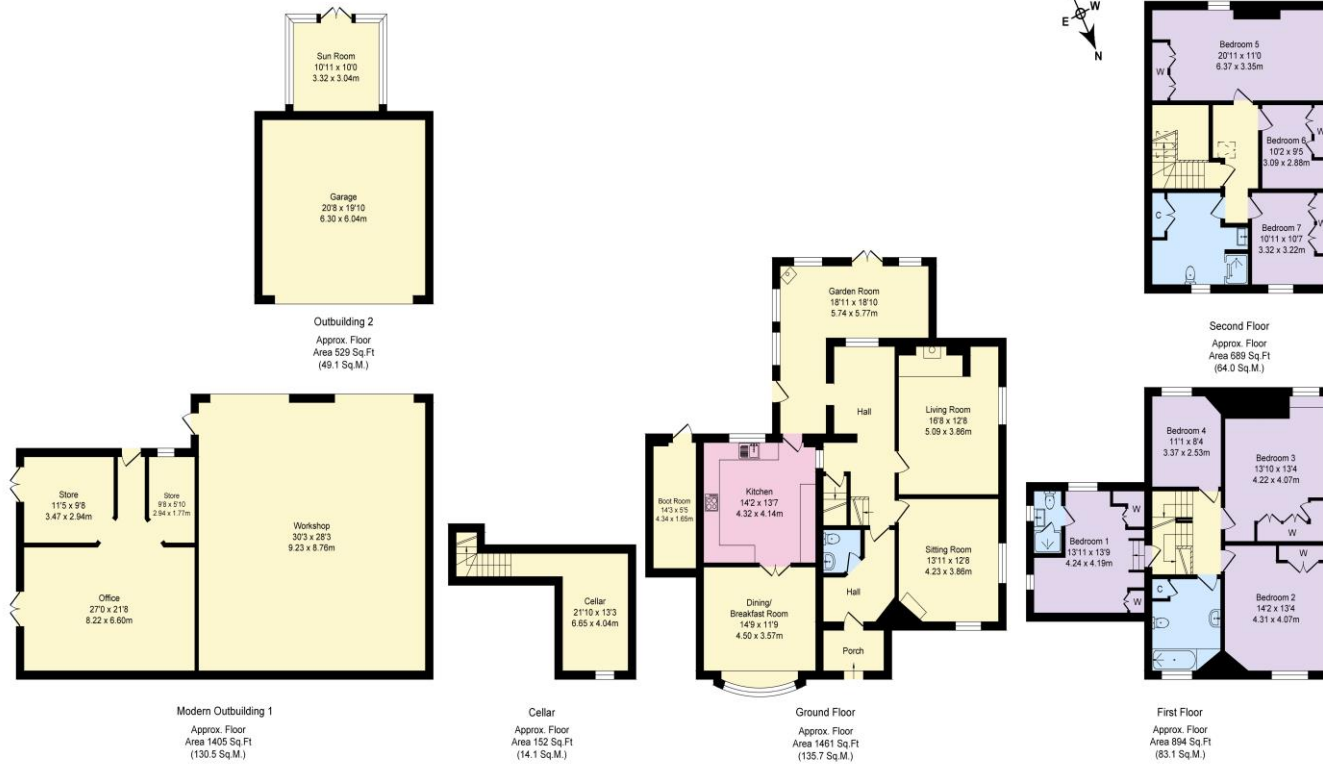 Sun Room
10'11 x 10'0
3.32 x 3.04m
Garage
20'8 x 19'10
6.30 x 6.04m
Outbuilding 2
Approx. Floor
Area 529 Sq.Ft
(49.1 Sq.M.)
Store
11'5 x 9'8
3.47 x 2.94m
Store
9'8 x 5'10
2.94 x 1.77m
Workshop
30'3 x 28'3
9.23 x 8.76m
Office
27'0 x 21'8
8.22 x 6.60m
Modern Outbuilding 1
Approx. Floor
Area 1405 Sq.Ft
(130.5 Sq.M.)
Cellar
21'10 x 13'3
6.65 x 4.04m
Cellar
Approx. Floor
Area 152 Sq.Ft
(14.1 Sq.M.)
Garden Room
18'11 x 18'10
5.74 x 5.77m
Hall
Living Room
16'8 x 12'8
5.09 x 3.86m
Boot Room
14'3 x 5'5
4.34 x 1.65m
Kitchen
14'2 x 13'7
4.32 x 4.14m
Sitting Room
13'11 x 12'8
4.23 x 3.86m
Dining/
Breakfast Room
14'9 x 11'9
4.50 x 3.57m
Hall
Porch
Ground Floor
Approx. Floor
Area 1461 Sq.Ft
(135.7 Sq.M.)
W
E
N
Bedroom 5
20'11 x 11'0
6.37 x 3.35m
W
Bedroom 6
10'2 x 9'5
3.09 x 2.88m
W
C
Bedroom 7
10'11 x 10'7
3.32 x 3.22m
W
Second Floor
Approx. Floor
Area 689 Sq.Ft
(64.0 Sq.M.)
Bedroom 4
11'1 x 8'4
3.37 x 2.53m
Bedroom 3
13'10 x 13'4
4.22 x 4.07m
W
W
Bedroom 1
13'11 x 13'9
4.24 x 4.19m
W
C
W
Bedroom 2
14'2 x 13'4
4.31 x 4.07m
First Floor
Approx. Floor
Area 894 Sq.Ft
(83.1 Sq.M.)